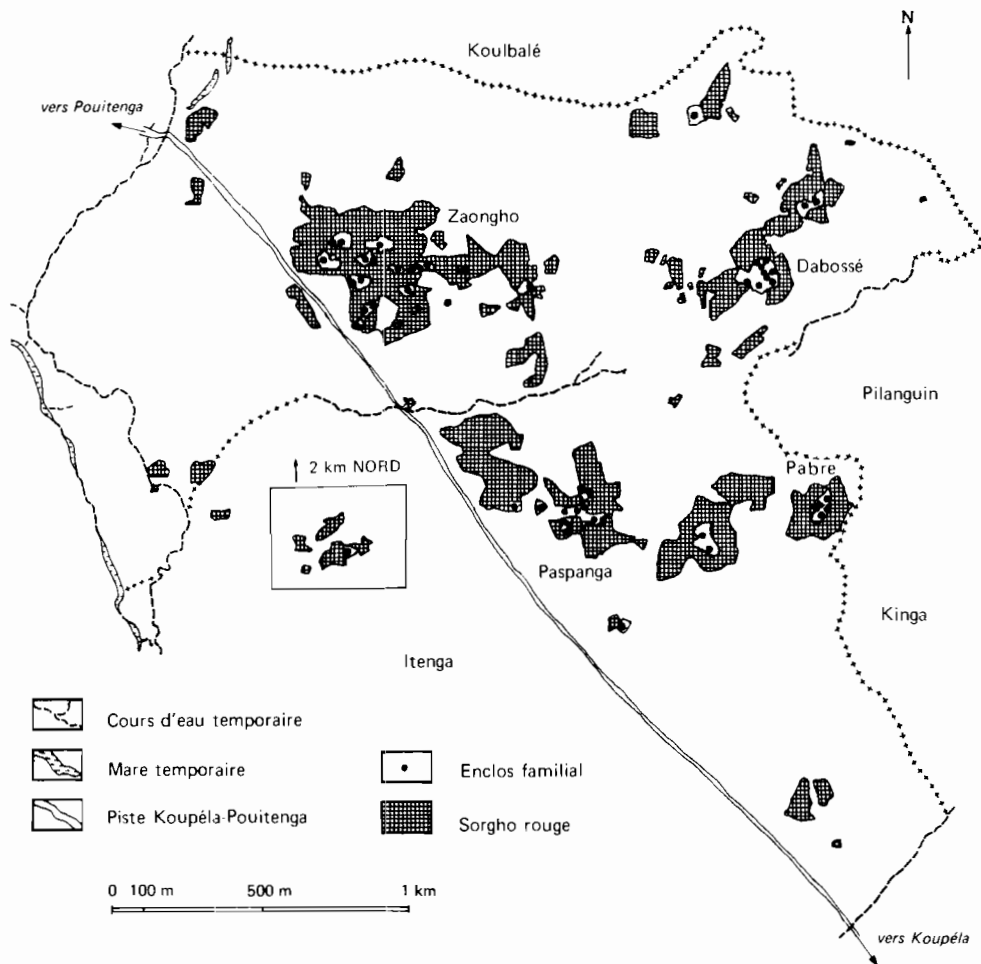 N
Koulbalé
vers Pouitenga
Zaongho
Dabossé
Pilanguin
2 km NORD
Pabre
Paspanga
Kinga
Itenga
Cours d'eau temporaire
Mare temporaire
Enclos familial
Piste Koupéla-Pouitenga
Sorgho rouge
0 100 m 500 m 1 km
vers Koupéla